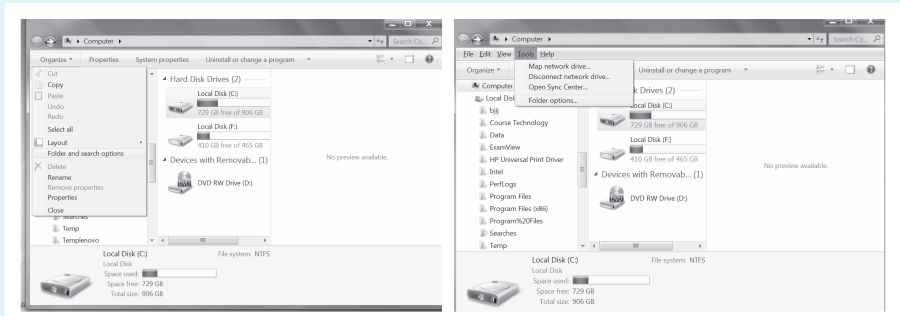 Computer
Search Co...
Organize Properties System properties Uninstall or change a program »
Cut
Copy
Paste
Undo
Redo
Select all
Layout
Folder and search options
Delete
Rename
Remove properties
Properties
Close
Searches
Temp
Templenovo
Hard Disk Drives (2)
Local Disk (C:)
729 GB free of 906 GB
Local Disk (F:)
410 GB free of 465 GB
Devices with Removab... (1)
DVD RW Drive (D:)
No preview available.
Local Disk (C:) File system: NTFS
Local Disk
Space used:
Space free: 729 GB
Total size: 906 GB
Computer
Search Co...
File Edit View Tools Help
Organize Uninstall or change a program »
Map network drive...
Disconnect network drive...
Open Sync Center...
Folder options...
Computer
Local Disk
bjij
Course Technology
Data
ExamView
HP Universal Print Driver
Intel
PerfLogs
Program Files
Program Files (x86)
Program%20Files
Searches
Temp
k Drives (2)
Local Disk (C:)
729 GB free of 906 GB
Local Disk (F:)
410 GB free of 465 GB
Devices with Removab... (1)
DVD RW Drive (D:)
No preview available.
Local Disk (C:) File system: NTFS
Local Disk
Space used:
Space free: 729 GB
Total size: 906 GB